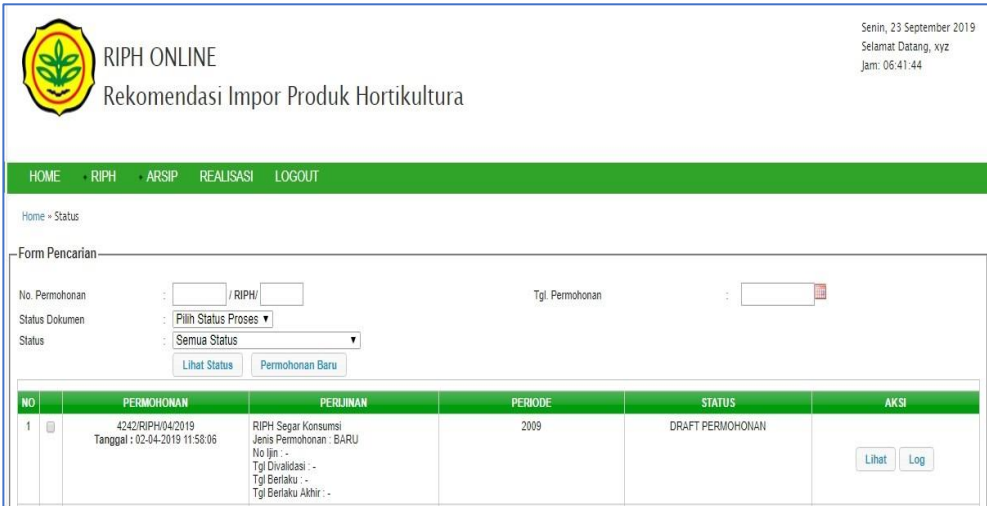 Senin, 23 September 2019
Selamat Datang, xyz
Jam: 06:41:44
RIPH ONLINE
Rekomendasi Impor Produk Hortikultura
HOME RIPH ARSIP REALISASI LOGOUT
Home » Status
Form Pencarian
No. Permohonan : / RIPH/ Tgl. Permohonan :
Status Dokumen : Pilih Status Proses ▼
Status : Semua Status ▼
Lihat Status Permohonan Baru
NO PERMOHONAN PERIJINAN PERIODE STATUS AKSI
1 4242/RIPH/04/2019 RIPH Segar Konsumsi 2009 DRAFT PERMOHONAN
Tanggal : 02-04-2019 11:58:06 Jenis Permohonan : BARU
No Ijin : -
Lihat Log
Tgl Divalidasi : -
Tgl Berlaku : -
Tgl Berlaku Akhir : -